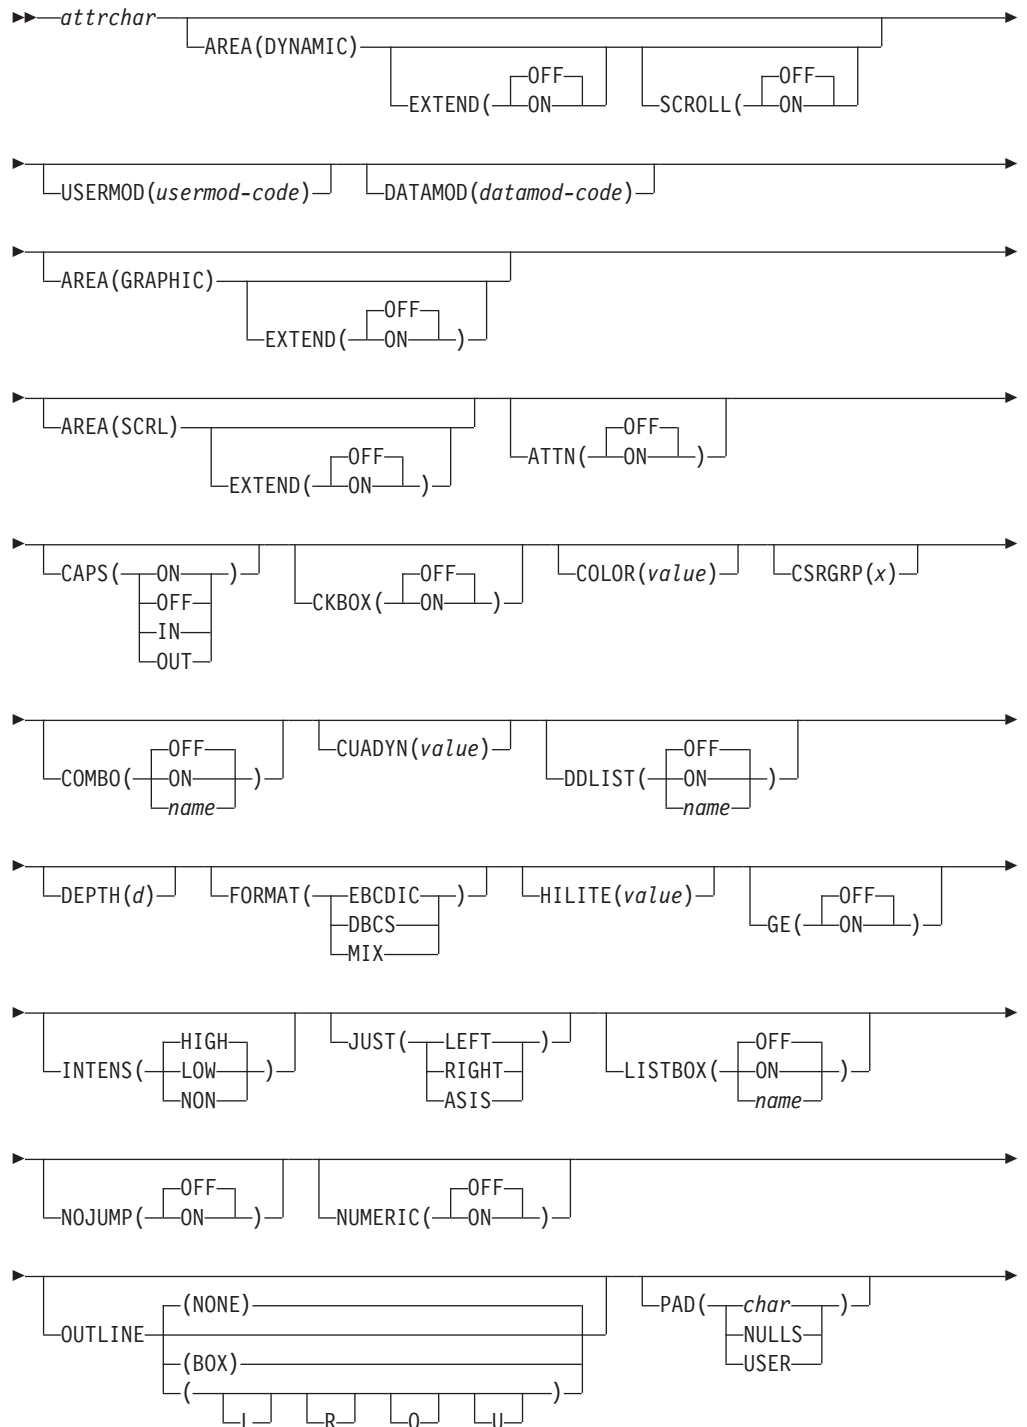 attrchar
AREA(DYNAMIC)
OFF OFF
EXTEND( ON SCROLL( ON
USERMOD(usermod-code) DATAMOD(datamod-code)
AREA(GRAPHIC)
OFF
EXTEND( ON )
AREA(SCRL) OFF
OFF ATTN( ON )
EXTEND( ON )
CAPS( ON ) OFF COLOR(value) CSRGRP(x)
OFF CKBOX( ON )
IN
OUT
OFF CUADYN(value) OFF
COMBO( ON ) DDLIST( ON )
name name
DEPTH(d) FORMAT( EBCDIC ) HILITE(value) OFF
DBCS GE( ON )
MIX
HIGH JUST( LEFT ) OFF
INTENS( LOW ) RIGHT LISTBOX( ON )
NON ASIS name
OFF OFF
NOJUMP( ON ) NUMERIC( ON )
(NONE) PAD( char )
OUTLINE NULLS
(BOX) USER
( )
L R O U